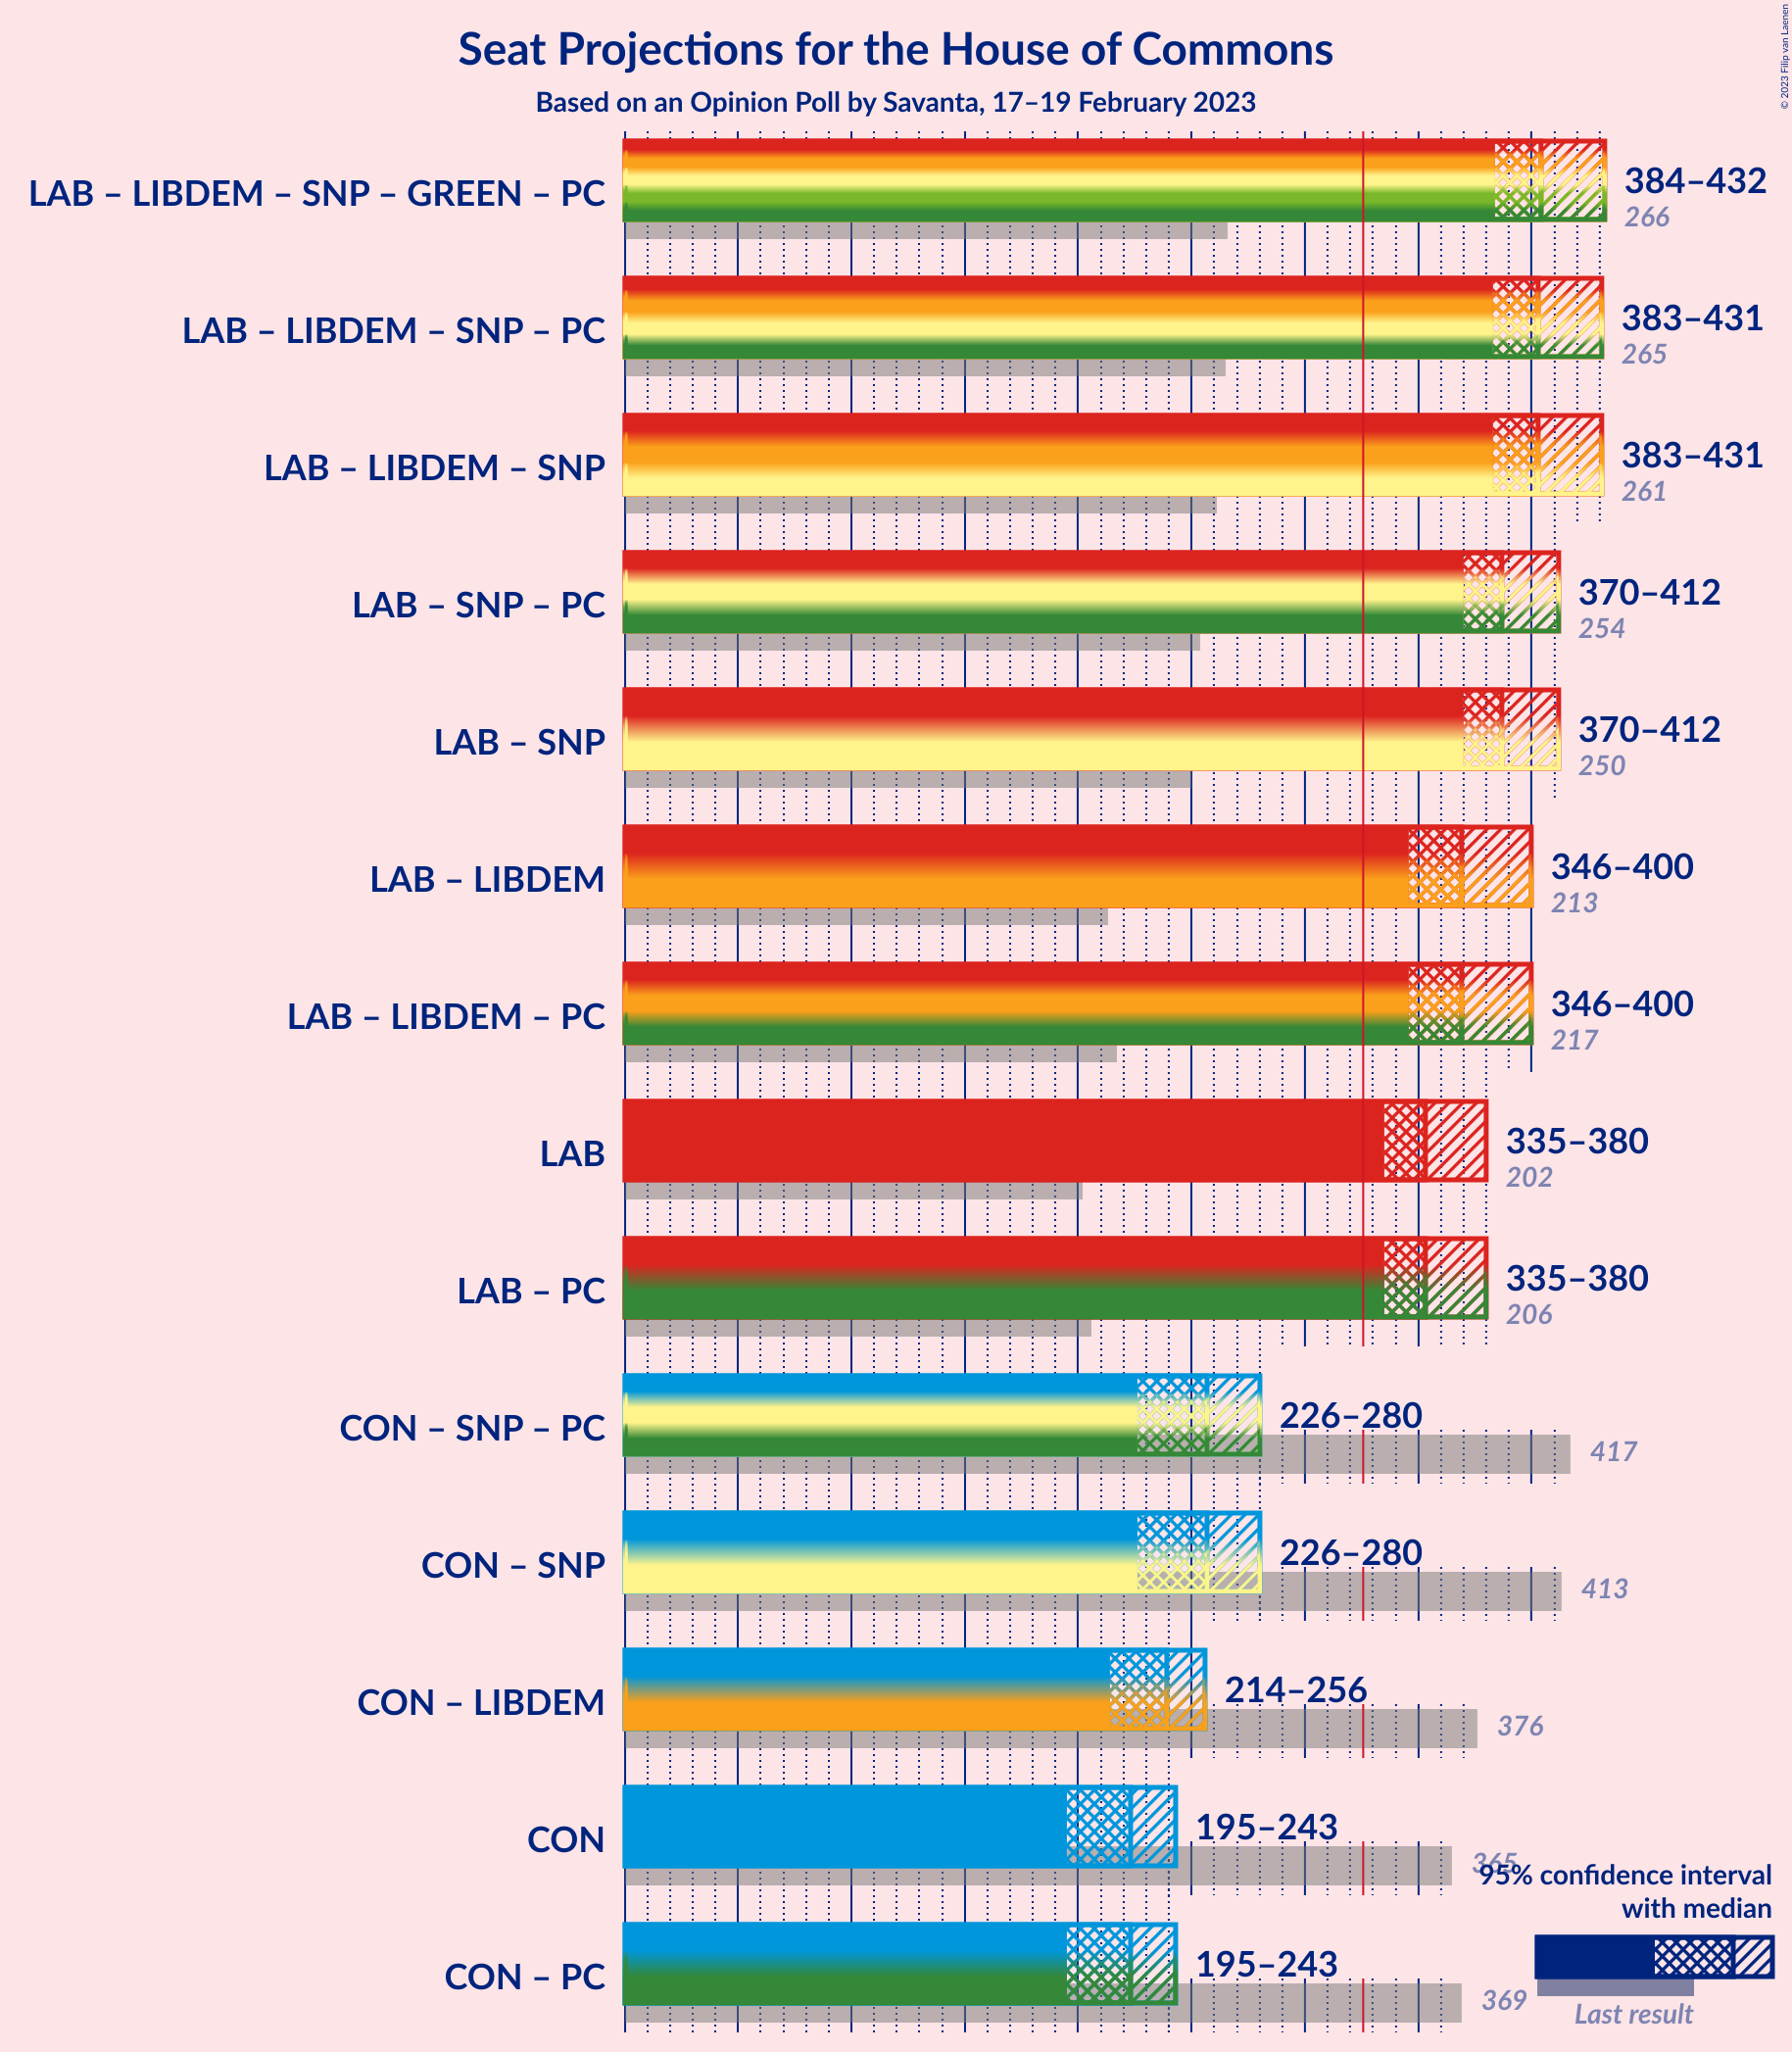 Seat Projections for the House of Commons
Based on an Opinion Poll by Savanta, 17–19 February 2023
© 2023 Filip van Laenen
LAB – LIBDEM – SNP – GREEN – PC
384–432
266
LAB – LIBDEM – SNP – PC
383–431
265
LAB – LIBDEM – SNP
383–431
261
LAB – SNP – PC
370–412
254
LAB – SNP
370–412
250
LAB – LIBDEM
346–400
213
LAB – LIBDEM – PC
346–400
217
LAB
335–380
202
LAB – PC
335–380
206
CON – SNP – PC
226–280
417
CON – SNP
226–280
413
CON – LIBDEM
214–256
376
CON
195–243
365
CON – PC
195–243
369
95% confidence interval
with median
Last result